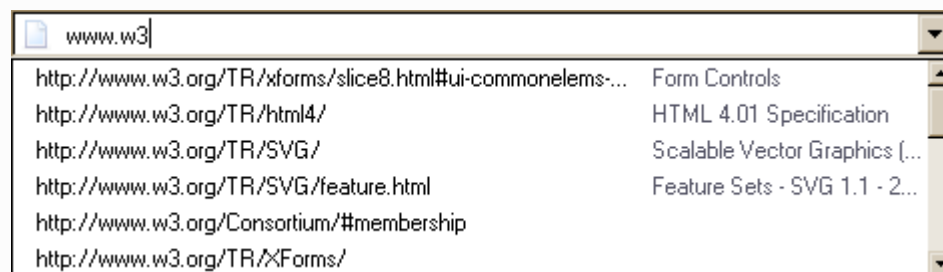 www.w3
http://www.w3.org/TR/xforms/slice8.html#ui-commonelems-... Form Controls
http://www.w3.org/TR/html4/ HTML 4.01 Specification
http://www.w3.org/TR/SVG/ Scalable Vector Graphics (...
http://www.w3.org/TR/SVG/feature.html Feature Sets - SVG 1.1 - 2...
http://www.w3.org/Consortium/#membership
http://www.w3.org/TR/XForms/